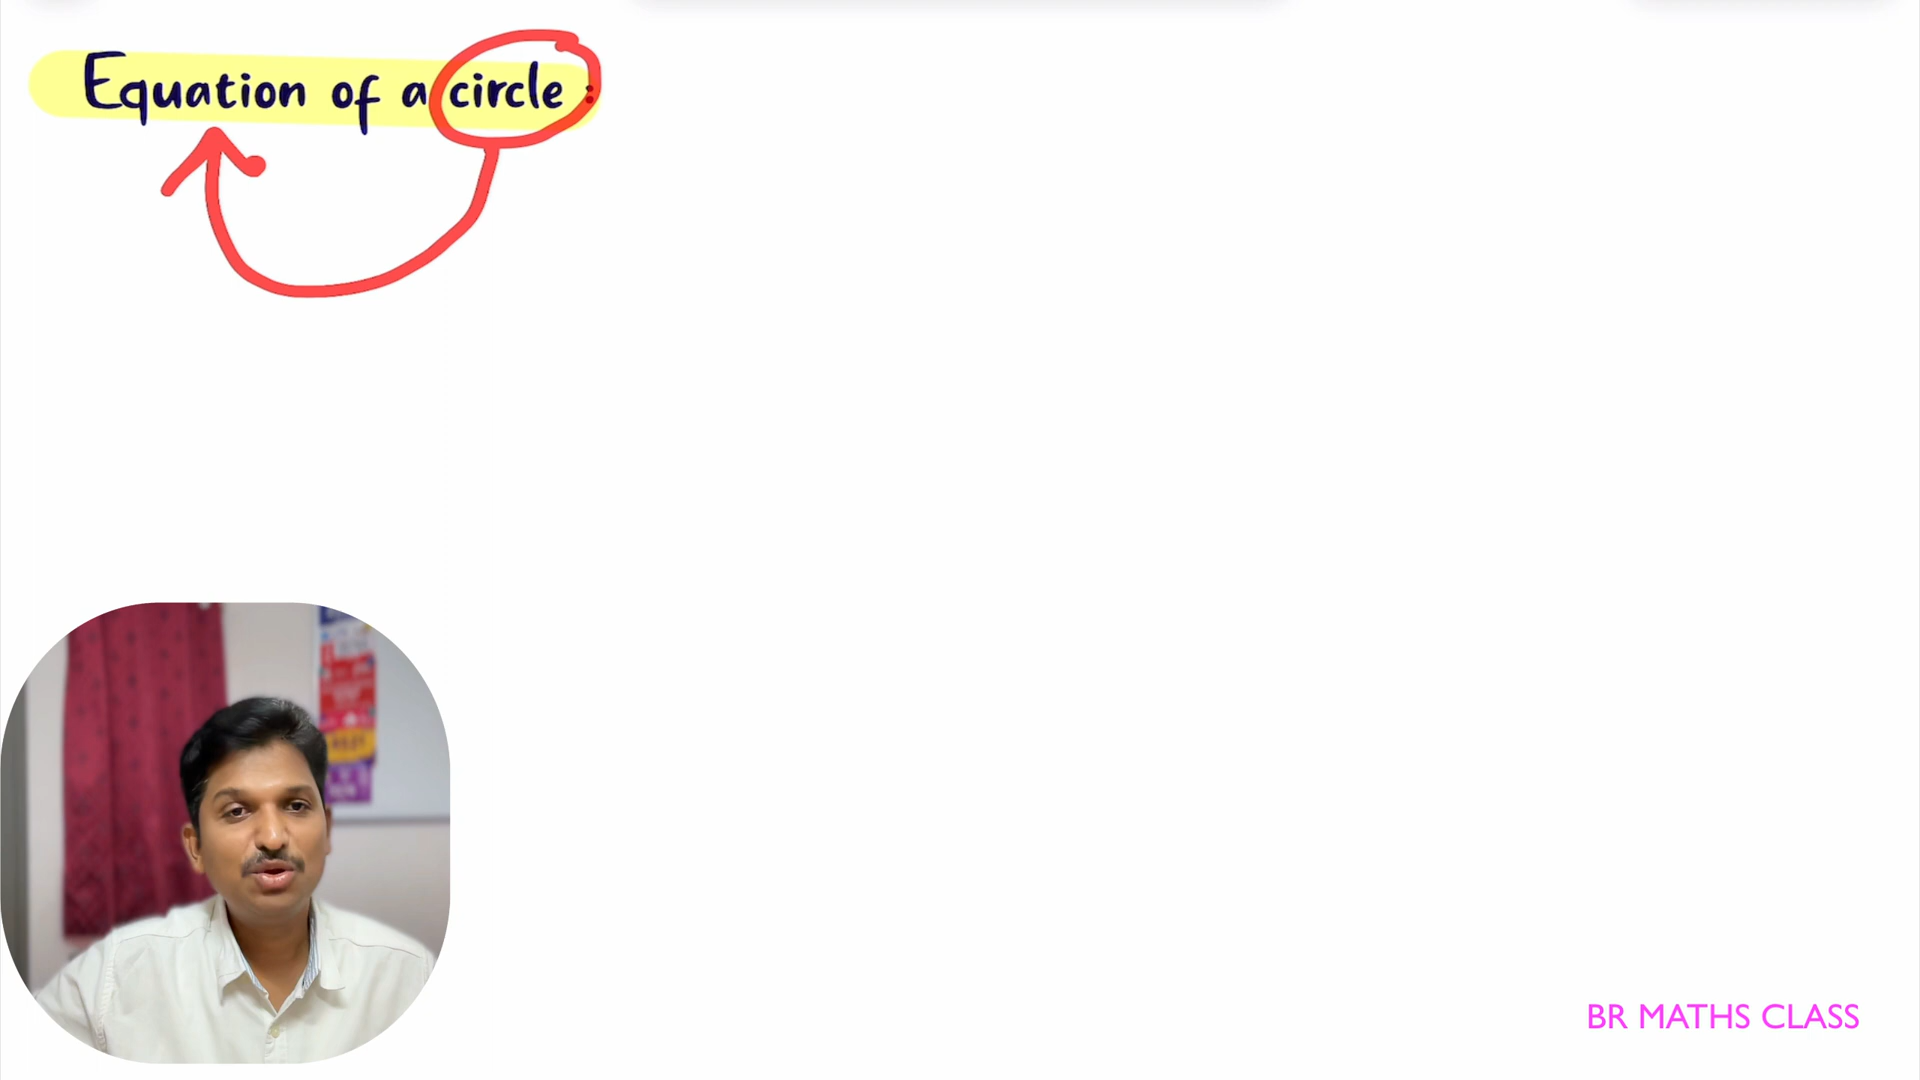 Equation of a circle :
BR MATHS CLASS